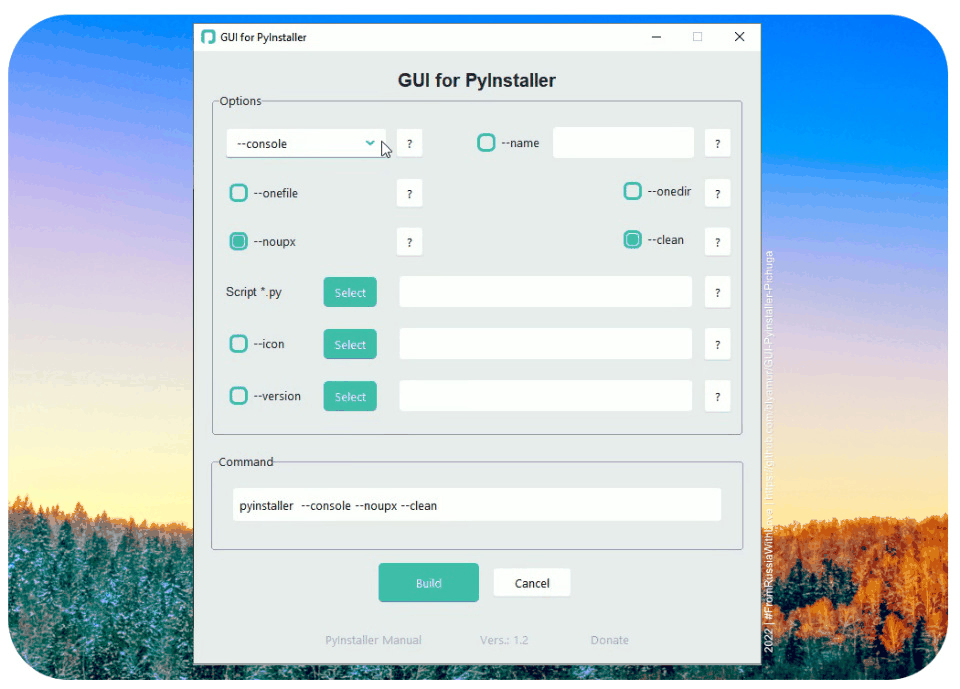 GUI for PyInstaller
GUI for PyInstaller
Options
--console
?
--name
?
--onefile
?
--onedir
?
--noupx
?
--clean
?
Script *.py
Select
?
--icon
Select
?
--version
Select
?
Command
pyinstaller --console --noupx --clean
Build
Cancel
PyInstaller Manual
Vers.: 1.2
Donate
2022 | #FromRussiaWithLove | https://github.com/
/GUI-PyInstaller-Pichuga